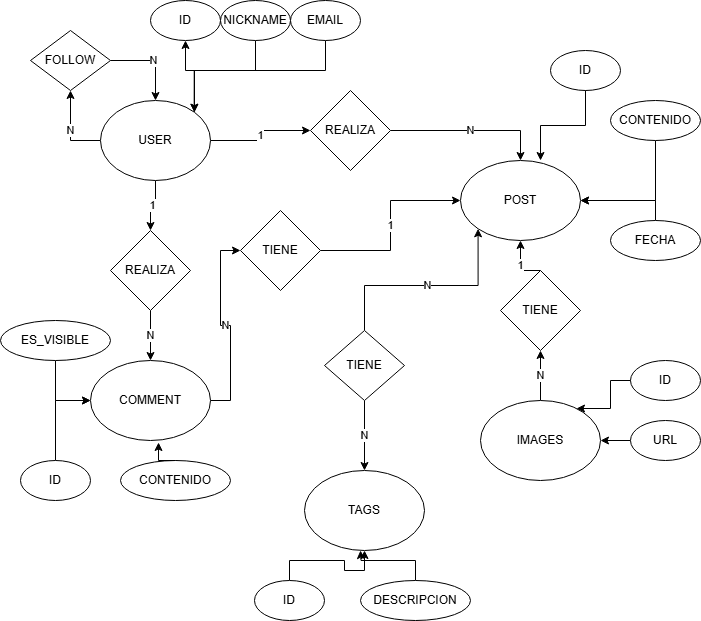 ID
NICKNAME
EMAIL
FOLLOW
N
ID
N
USER
1
REALIZA
N
CONTENIDO
POST
1
1
FECHA
TIENE
REALIZA
1
N
TIENE
TIENE
N
N
ES_VISIBLE
TIENE
N
ID
COMMENT
N
IMAGES
URL
ID
CONTENIDO
TAGS
ID
DESCRIPCION